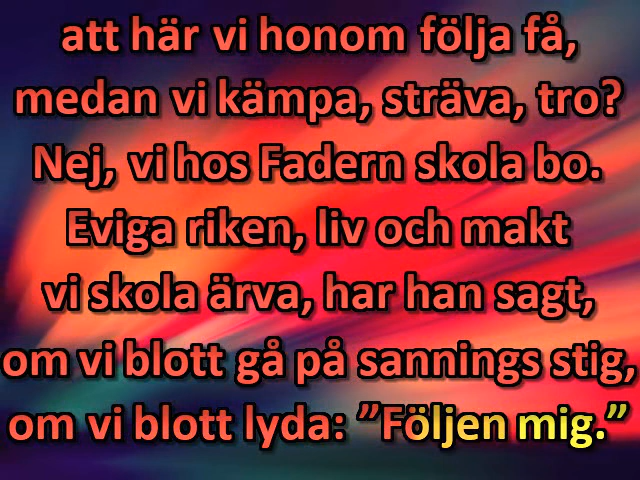 att här vi honom följa få,
medan vi kämpa, sträva, tro?
Nej, vi hos Fadern skola bo.
Eviga riken, liv och makt
vi skola ärva, har han sagt,
om vi blott gå på sannings stig,
om vi blott lyda: ”Följen mig.”